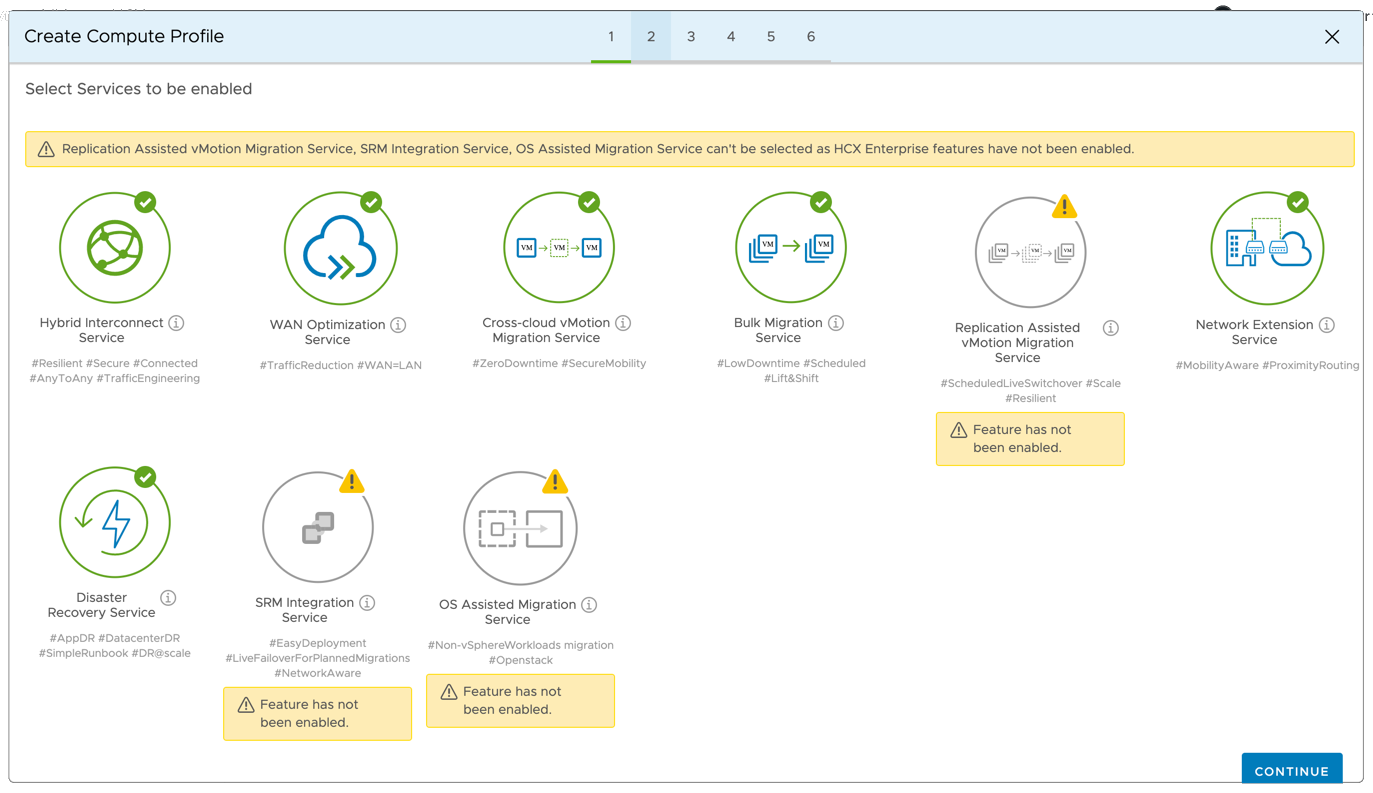 Create Compute Profile
1 2 3 4 5 6
Select Services to be enabled
Replication Assisted vMotion Migration Service, SRM Integration Service, OS Assisted Migration Service can't be selected as HCX Enterprise features have not been enabled.
VM VM VM
VM VM
VM VM VM
Hybrid Interconnect
Service
#Resilient #Secure #Connected
#AnyToAny #TrafficEngineering
WAN Optimization
Service
#TrafficReduction #WAN=LAN
Cross-cloud vMotion
Migration Service
#ZeroDowntime #SecureMobility
Bulk Migration
Service
#LowDowntime #Scheduled
#Lift&Shift
Replication Assisted
vMotion Migration
Service
#ScheduledLiveSwitchover #Scale
#Resilient
Feature has not
been enabled.
Network Extension
Service
#MobilityAware #ProximityRouting
Disaster
Recovery Service
#AppDR #DatacenterDR
#SimpleRunbook #DR@scale
SRM Integration
Service
#EasyDeployment
#LiveFailoverForPlannedMigrations
#NetworkAware
Feature has not
been enabled.
OS Assisted Migration
Service
#Non-vSphereWorkloads migration
#Openstack
Feature has not
been enabled.
CONTINUE